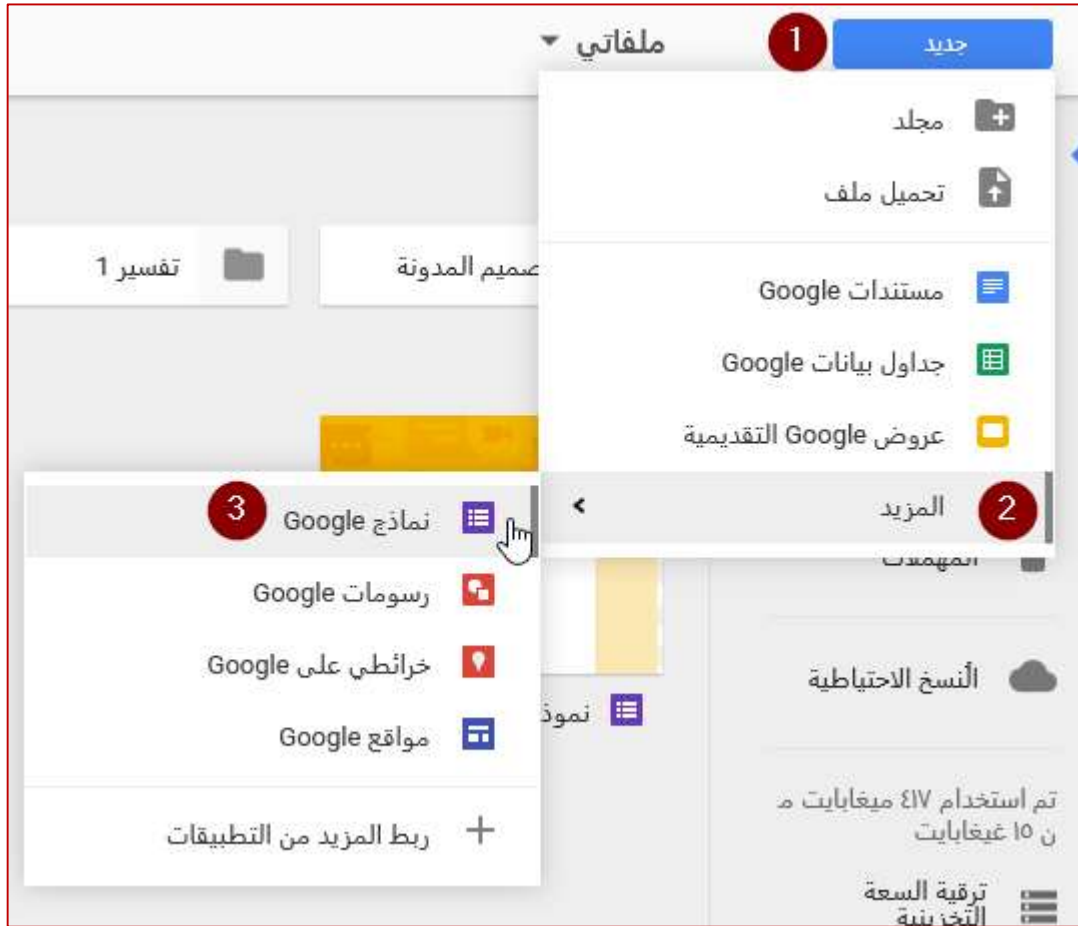 جديد
1
ملفاتي
مجلد
تحميل ملف
تفسير 1
صميم المدونة
مستندات Google
جداول بيانات Google
عروض Google التقديمية
المزيد
2
نماذج Google
3
رسومات Google
خرائطي على Google
مواقع Google
ربط المزيد من التطبيقات
نموذ
المهملات
النسخ الاحتياطية
تم استخدام ٤١٧ ميغابايت م
ن ١٥ غيغابايت
ترقية السعة
التخزينية